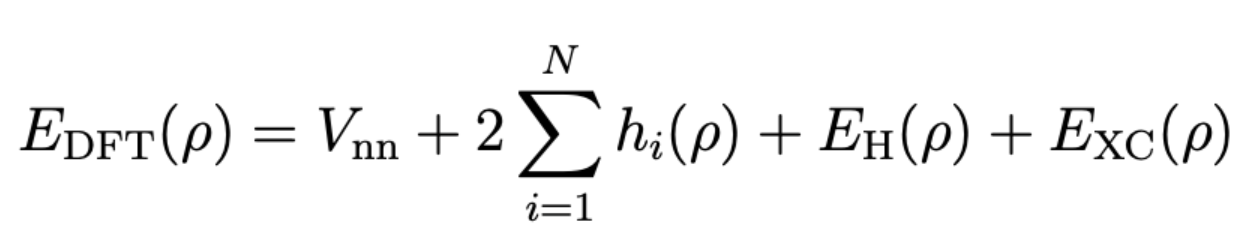 E_DFT(ρ) = V_nn + 2 ∑_{i=1}^{N} h_i(ρ) + E_H(ρ) + E_XC(ρ)